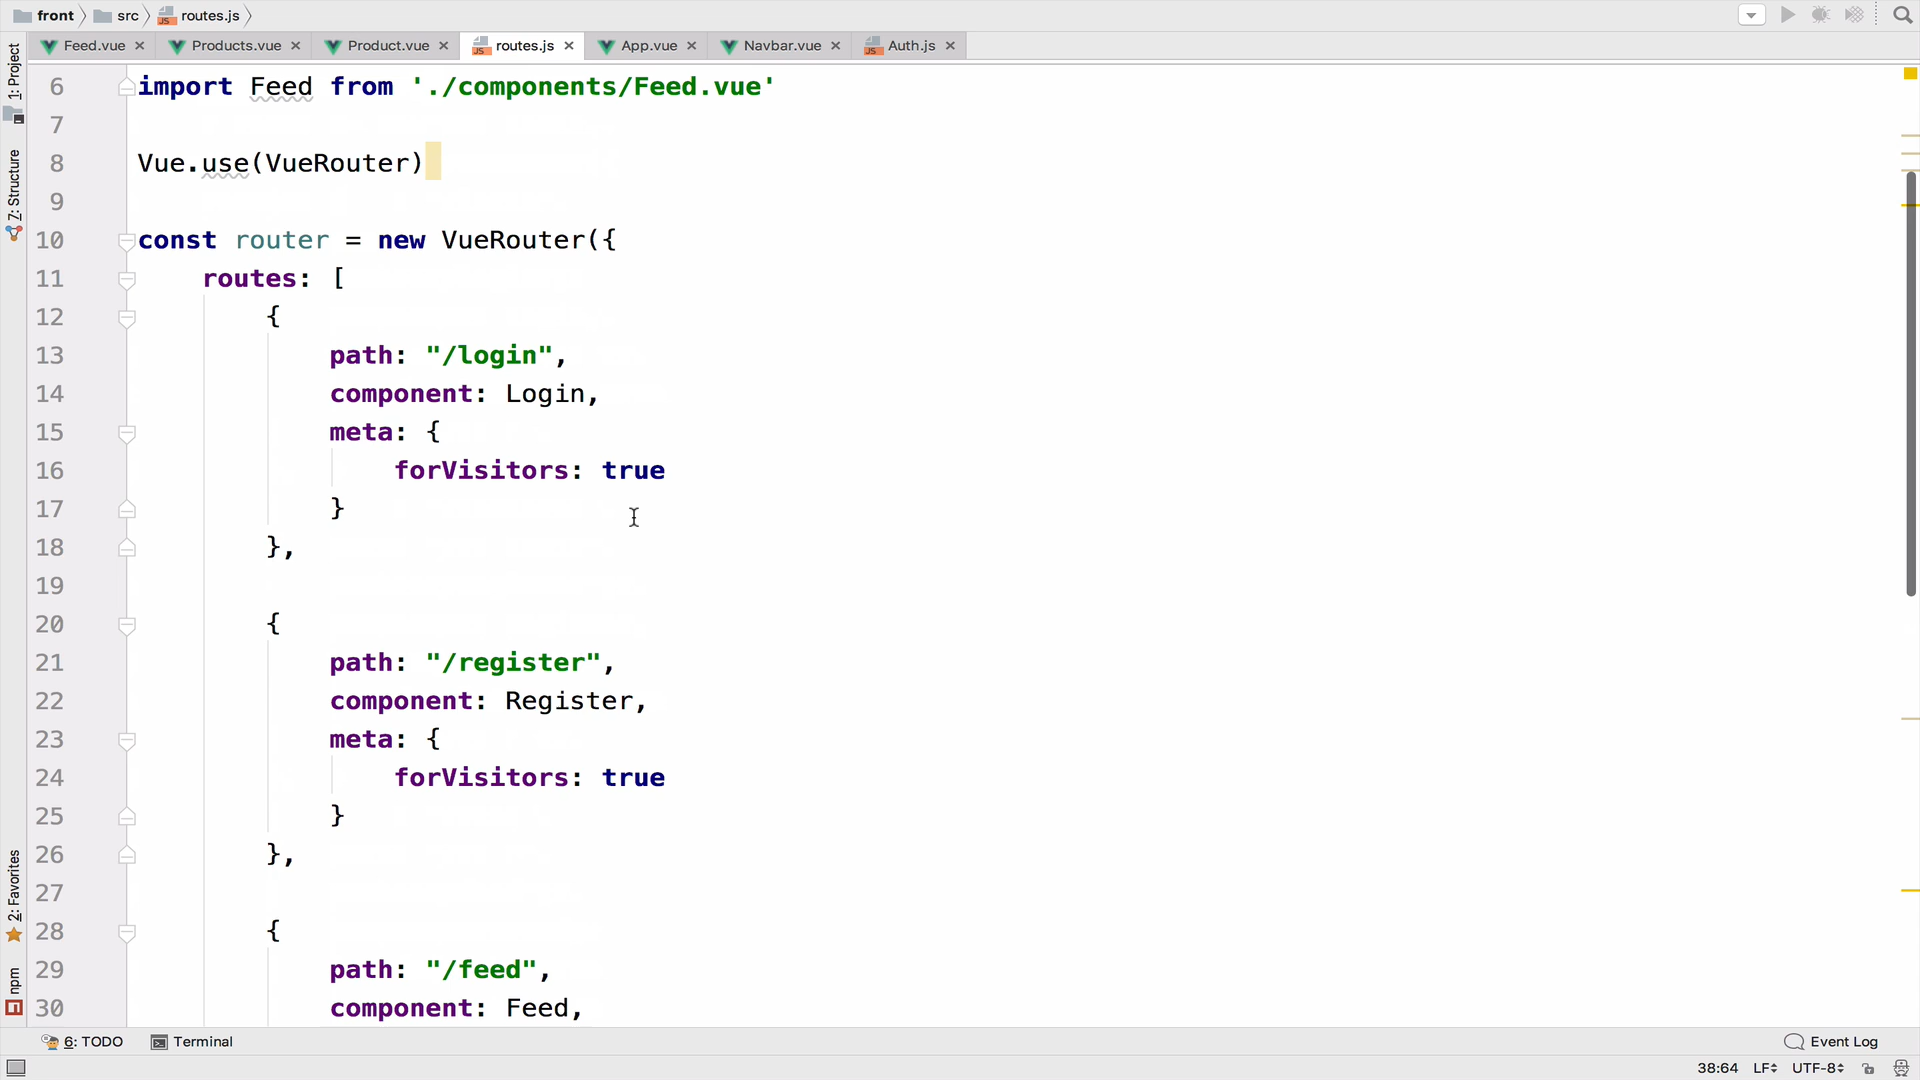 front src routes.js
Feed.vue Products.vue Product.vue routes.js App.vue Navbar.vue Auth.js
1: Project
7: Structure
2: Favorites
npm
6 import Feed from './components/Feed.vue'
7
8 Vue.use(VueRouter)
9
10 const router = new VueRouter({
11 routes: [
12 {
13 path: "/login",
14 component: Login,
15 meta: {
16 forVisitors: true
17 }
18 },
19
20 {
21 path: "/register",
22 component: Register,
23 meta: {
24 forVisitors: true
25 }
26 },
27
28 {
29 path: "/feed",
30 component: Feed,
6: TODO Terminal Event Log
38:64 LF UTF-8